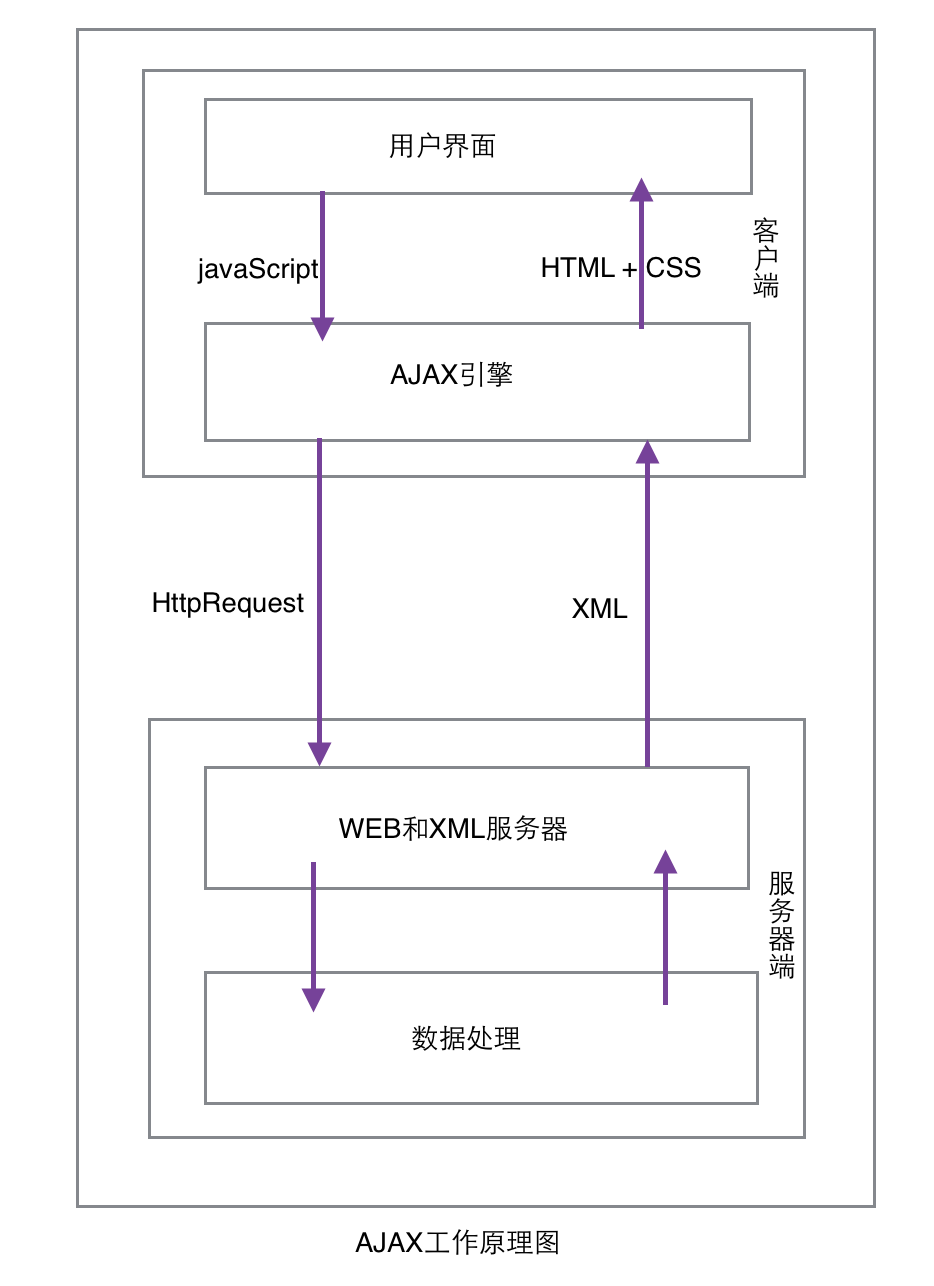 用户界面
javaScript
HTML + CSS
客户端
AJAX引擎
HttpRequest
XML
WEB和XML服务器
服务器端
数据处理
AJAX工作原理图